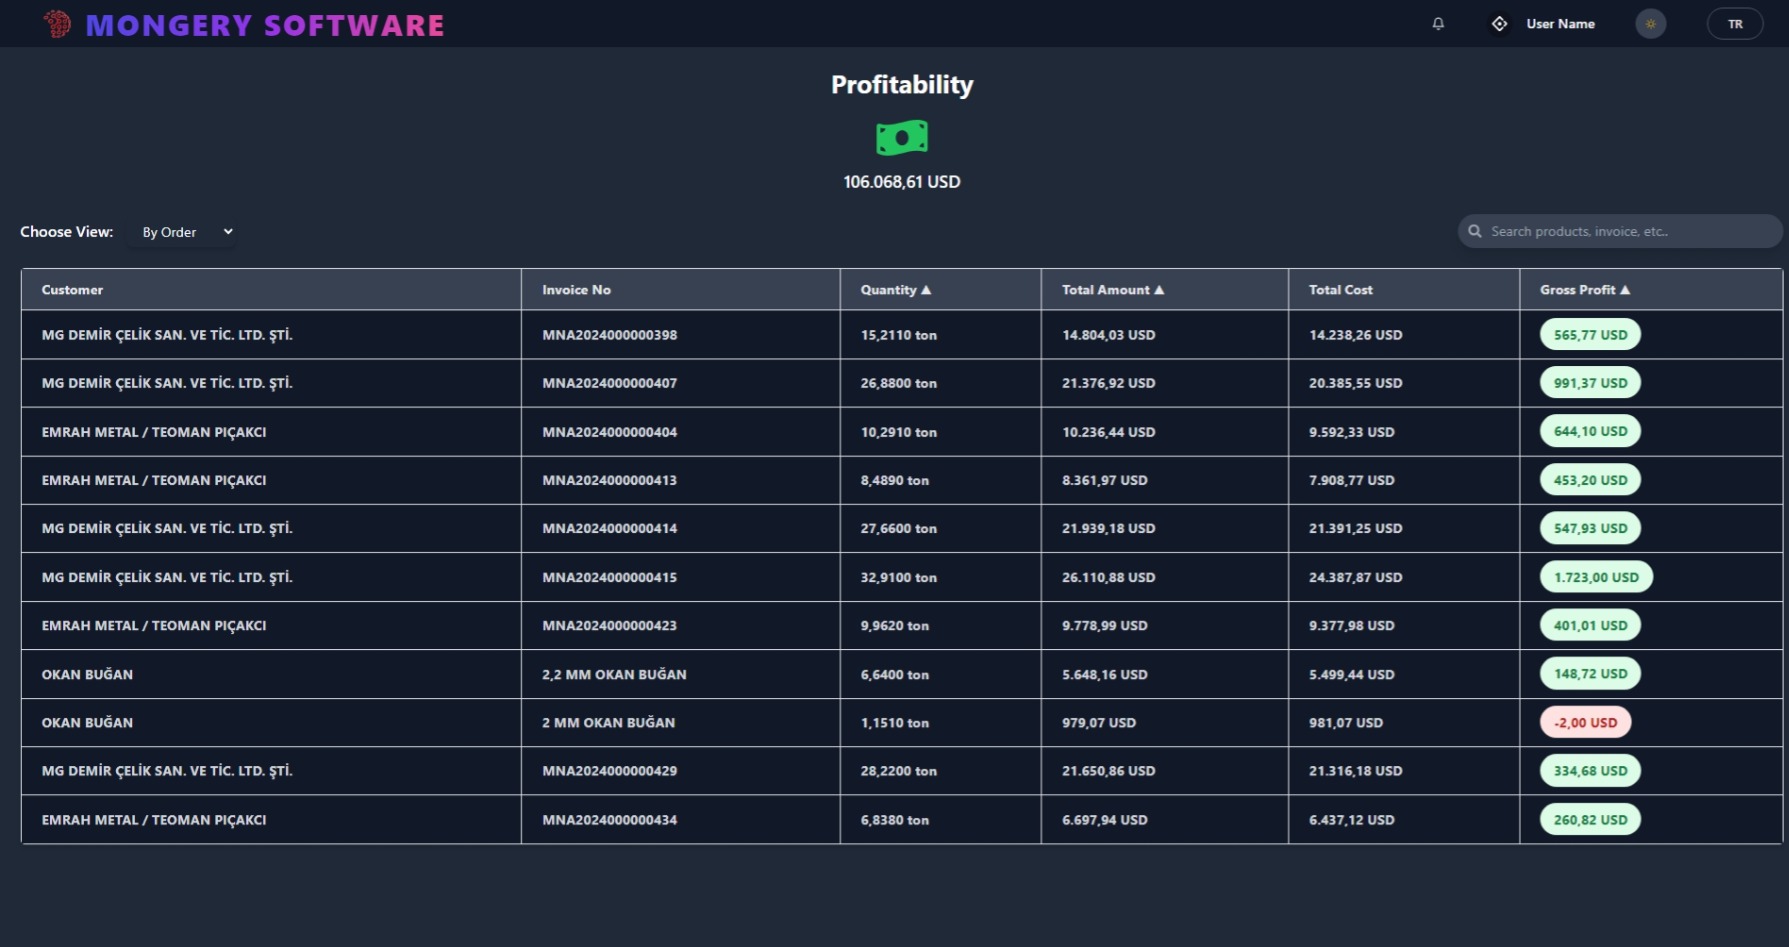 MONGERY SOFTWARE
User Name
TR
Profitability
106.068,61 USD
Choose View: By Order
Search products, invoice, etc..
Customer Invoice No Quantity ▲ Total Amount ▲ Total Cost Gross Profit ▲
MG DEMİR ÇELİK SAN. VE TİC. LTD. ŞTİ. MNA2024000000398 15,2110 ton 14.804,03 USD 14.238,26 USD 565,77 USD
MG DEMİR ÇELİK SAN. VE TİC. LTD. ŞTİ. MNA2024000000407 26,8800 ton 21.376,92 USD 20.385,55 USD 991,37 USD
EMRAH METAL / TEOMAN PIÇAKCI MNA2024000000404 10,2910 ton 10.236,44 USD 9.592,33 USD 644,10 USD
EMRAH METAL / TEOMAN PIÇAKCI MNA2024000000413 8,4890 ton 8.361,97 USD 7.908,77 USD 453,20 USD
MG DEMİR ÇELİK SAN. VE TİC. LTD. ŞTİ. MNA2024000000414 27,6600 ton 21.939,18 USD 21.391,25 USD 547,93 USD
MG DEMİR ÇELİK SAN. VE TİC. LTD. ŞTİ. MNA2024000000415 32,9100 ton 26.110,88 USD 24.387,87 USD 1.723,00 USD
EMRAH METAL / TEOMAN PIÇAKCI MNA2024000000423 9,9620 ton 9.778,99 USD 9.377,98 USD 401,01 USD
OKAN BUĞAN 2,2 MM OKAN BUĞAN 6,6400 ton 5.648,16 USD 5.499,44 USD 148,72 USD
OKAN BUĞAN 2 MM OKAN BUĞAN 1,1510 ton 979,07 USD 981,07 USD -2,00 USD
MG DEMİR ÇELİK SAN. VE TİC. LTD. ŞTİ. MNA2024000000429 28,2200 ton 21.650,86 USD 21.316,18 USD 334,68 USD
EMRAH METAL / TEOMAN PIÇAKCI MNA2024000000434 6,8380 ton 6.697,94 USD 6.437,12 USD 260,82 USD